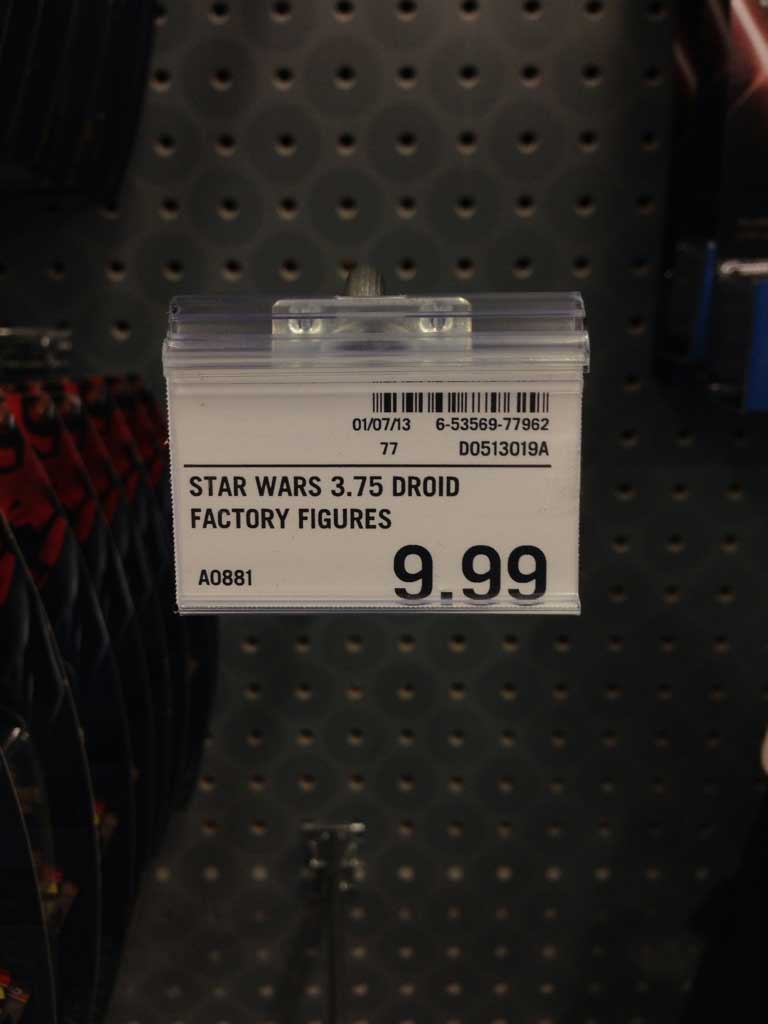 01/07/13 6-53569-77962
77 D0513019A
STAR WARS 3.75 DROID
FACTORY FIGURES
A0881 9.99